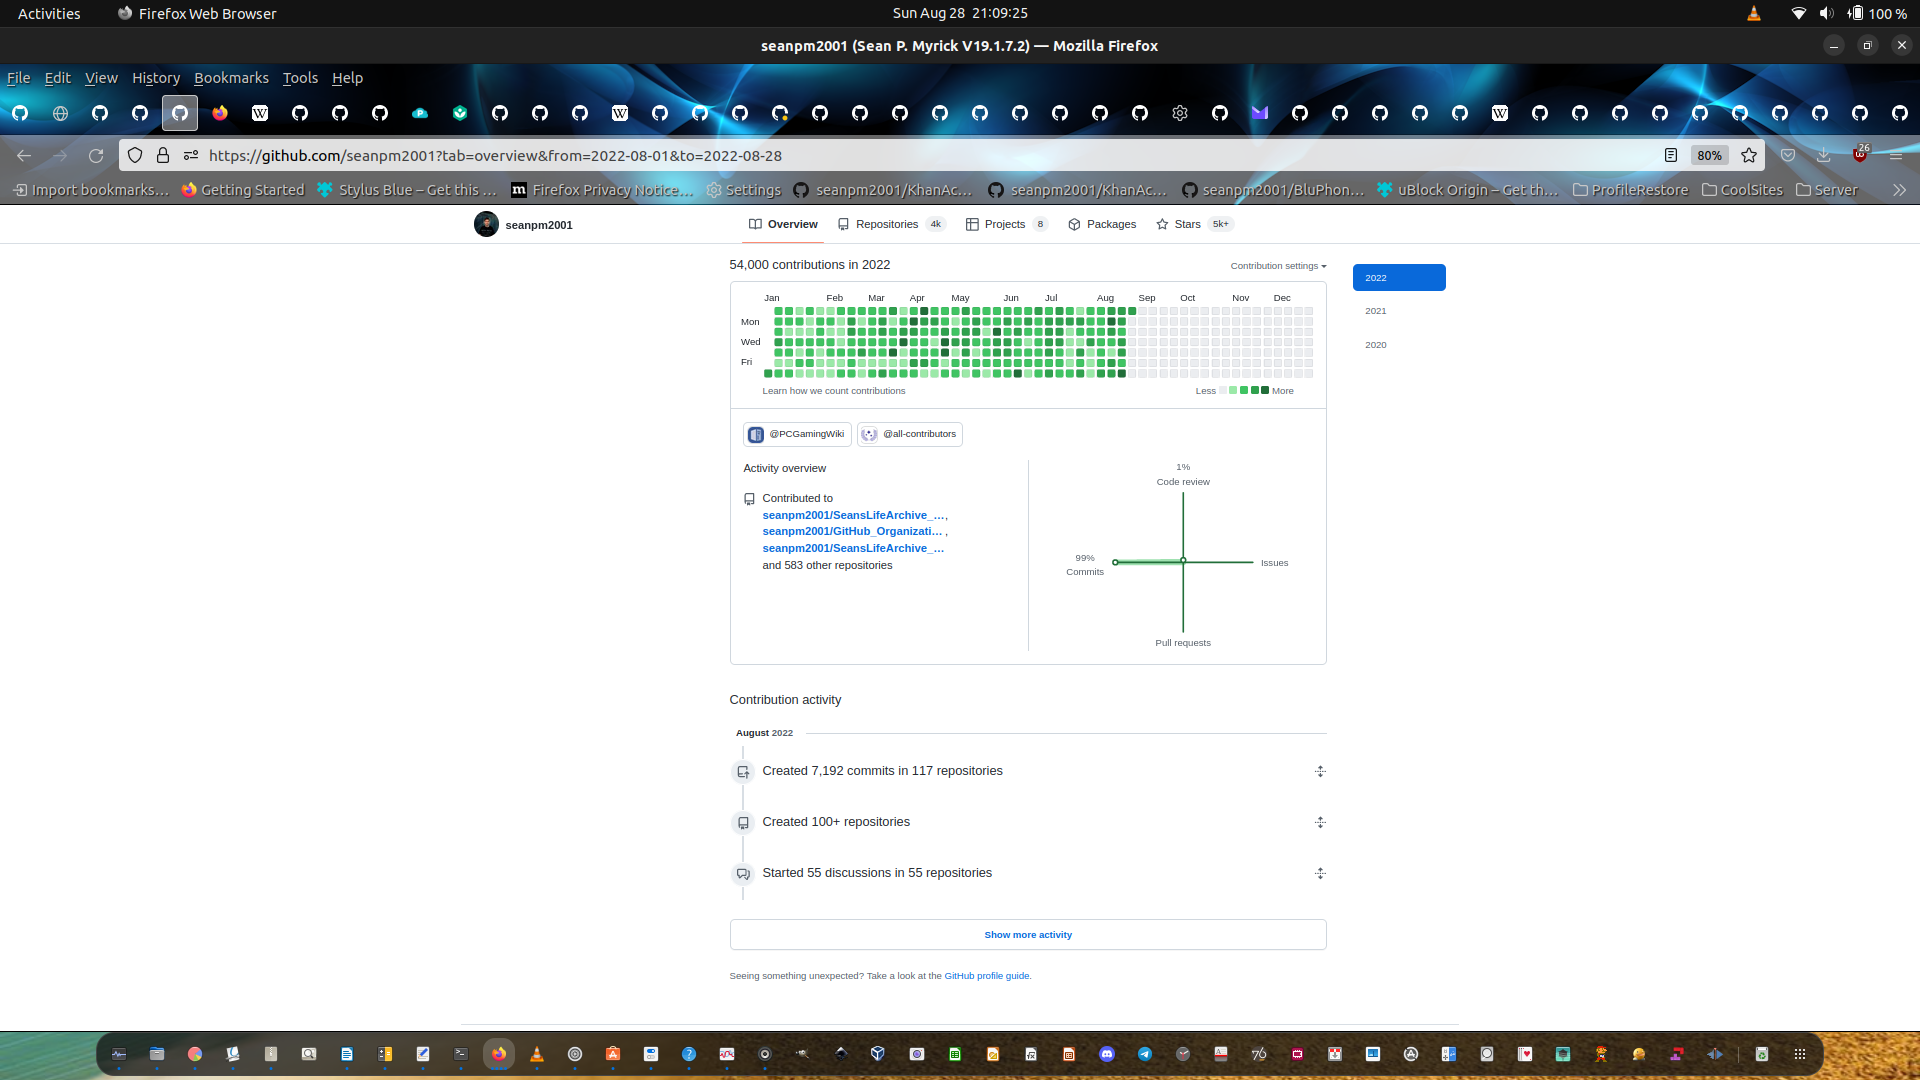 Activities
Firefox Web Browser
Sun Aug 28 21:09:25
100 %
seanpm2001 (Sean P. Myrick V19.1.7.2) — Mozilla Firefox
File Edit View History Bookmarks Tools Help
https://github.com/seanpm2001?tab=overview&from=2022-08-01&to=2022-08-28
80%
26
Import bookmarks… Getting Started Stylus Blue – Get this … Firefox Privacy Notice… Settings seanpm2001/KhanAc… seanpm2001/KhanAc… seanpm2001/BluPhon… uBlock Origin – Get th… ProfileRestore CoolSites Server
seanpm2001
Overview Repositories 4k Projects 8 Packages Stars 5k+
54,000 contributions in 2022
Contribution settings
2022
2021
2020
Jan Feb Mar Apr May Jun Jul Aug Sep Oct Nov Dec
Mon
Wed
Fri
Learn how we count contributions
Less More
@PCGamingWiki @all-contributors
Activity overview
Contributed to
seanpm2001/SeansLifeArchive_…,
seanpm2001/GitHub_Organizati… ,
seanpm2001/SeansLifeArchive_…
and 583 other repositories
1%
Code review
99%
Commits
Issues
Pull requests
Contribution activity
August 2022
Created 7,192 commits in 117 repositories
Created 100+ repositories
Started 55 discussions in 55 repositories
Show more activity
Seeing something unexpected? Take a look at the GitHub profile guide.